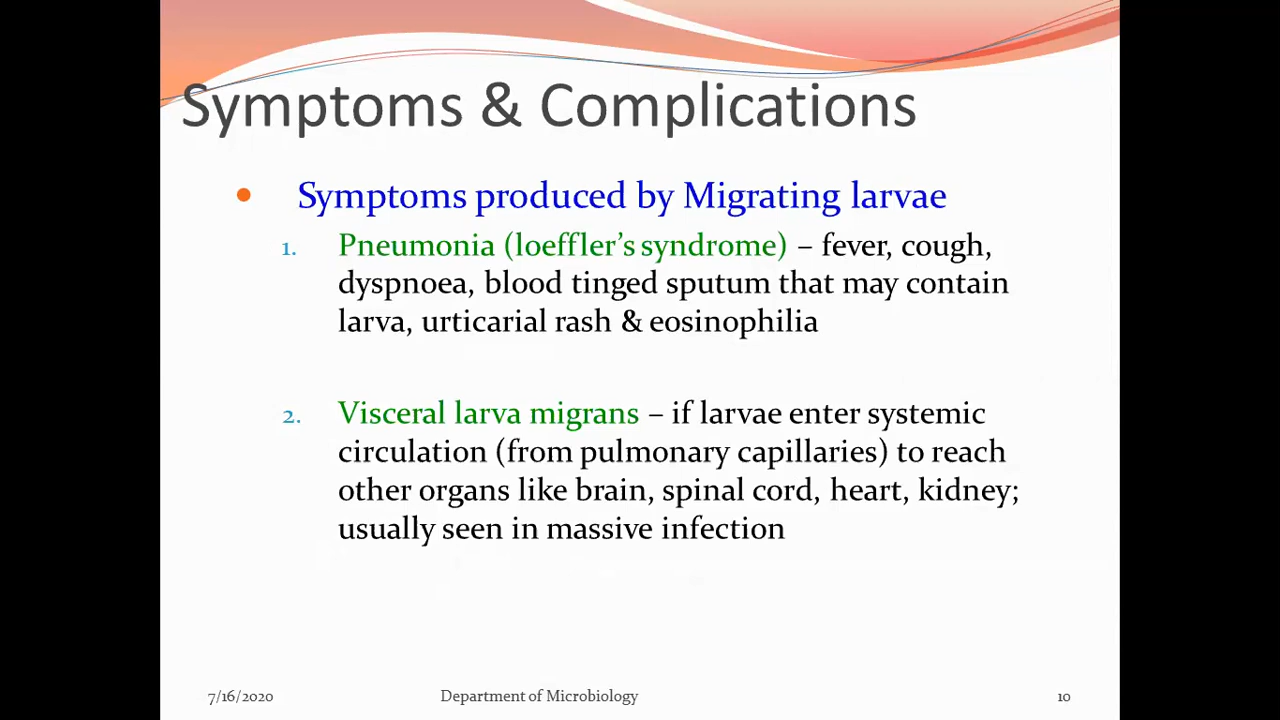 Symptoms & Complications
• Symptoms produced by Migrating larvae
1. Pneumonia (loeffler's syndrome) – fever, cough,
dyspnoea, blood tinged sputum that may contain
larva, urticarial rash & eosinophilia
2. Visceral larva migrans – if larvae enter systemic
circulation (from pulmonary capillaries) to reach
other organs like brain, spinal cord, heart, kidney;
usually seen in massive infection
7/16/2020 Department of Microbiology 10